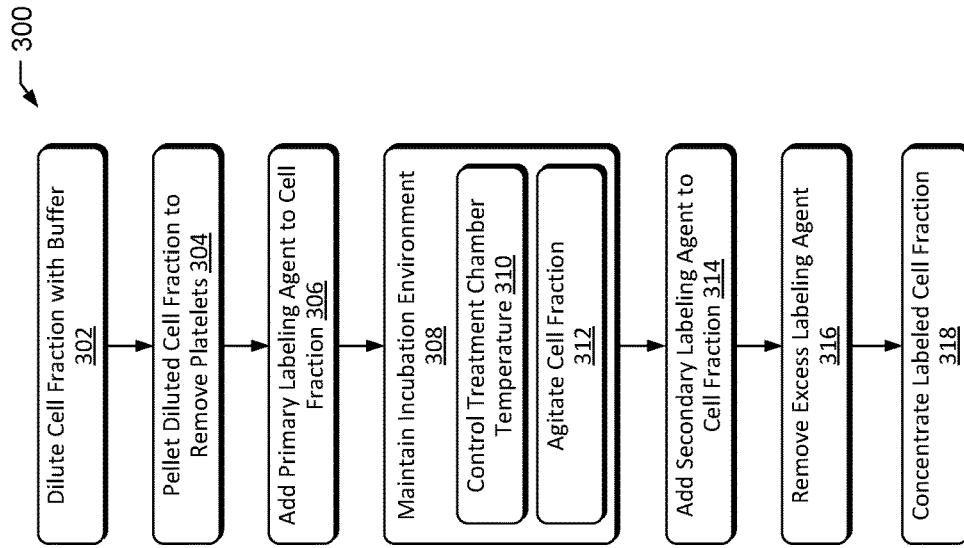 300
Dilute Cell Fraction with Buffer
302
Pellet Diluted Cell Fraction to
Remove Platelets 304
Add Primary Labeling Agent to Cell
Fraction 306
Maintain Incubation Environment
308
Control Treatment Chamber
Temperature 310
Agitate Cell Fraction
312
Add Secondary Labeling Agent to
Cell Fraction 314
Remove Excess Labeling Agent
316
Concentrate Labeled Cell Fraction
318